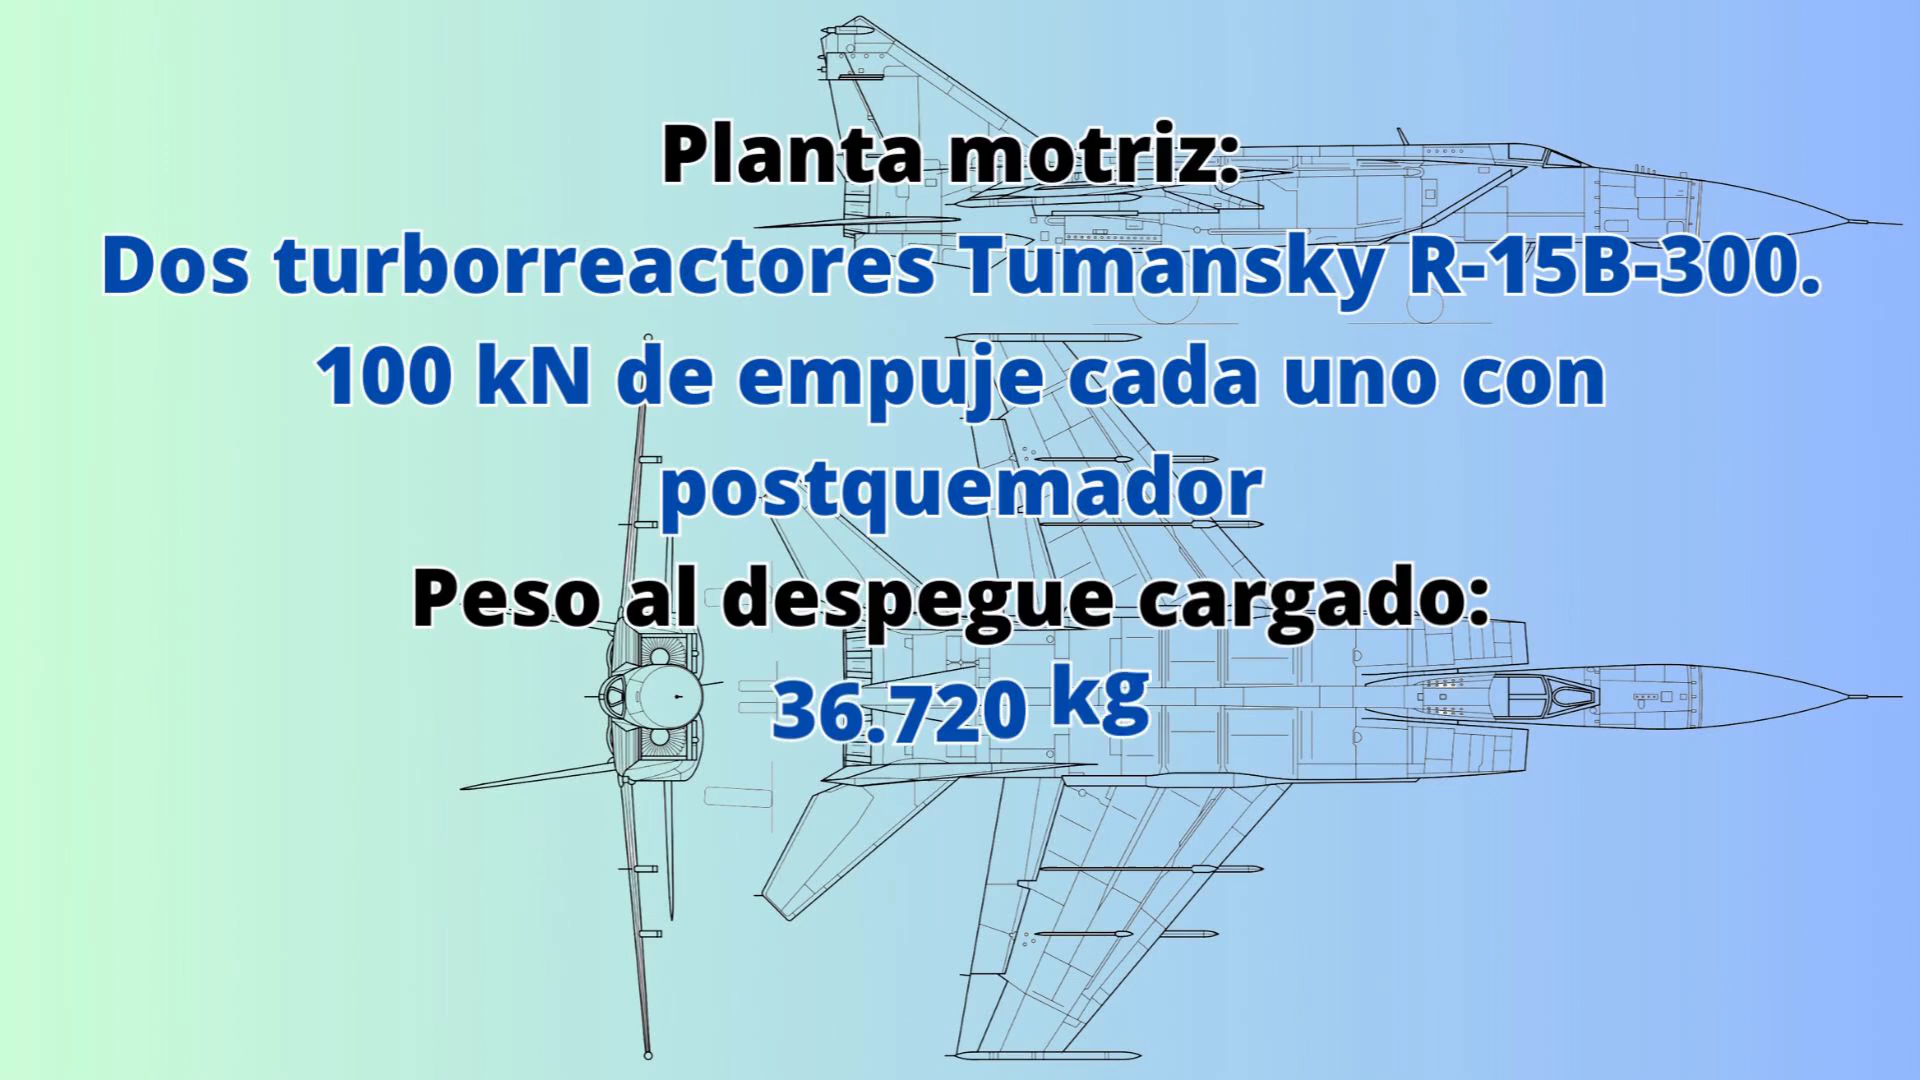 Planta motriz:
Dos turborreactores Tumansky R-15B-300.
100 kN de empuje cada uno con
postquemador
Peso al despegue cargado:
36.720 kg